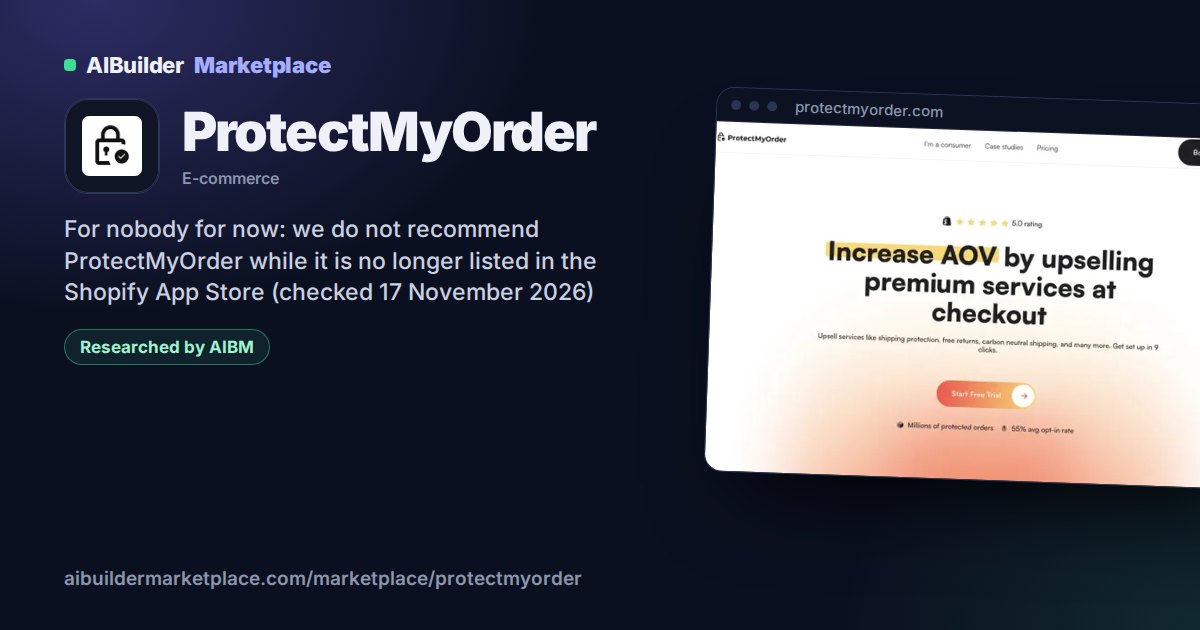 AIBuilder Marketplace
ProtectMyOrder
E-commerce
For nobody for now: we do not recommend
ProtectMyOrder while it is no longer listed in the
Shopify App Store (checked 17 November 2026)
Researched by AIBM
aibuildermarketplace.com/marketplace/protectmyorder
protectmyorder.com
ProtectMyOrder
I'm a consumer Case studies Pricing
Bo
5.0 rating
Increase AOV by upselling
premium services at
checkout
Upsell services like shipping protection, free returns, carbon neutral shipping, and many more. Get set up in 9
clicks.
Start Free Trial
Millions of protected orders 55% avg opt-in rate